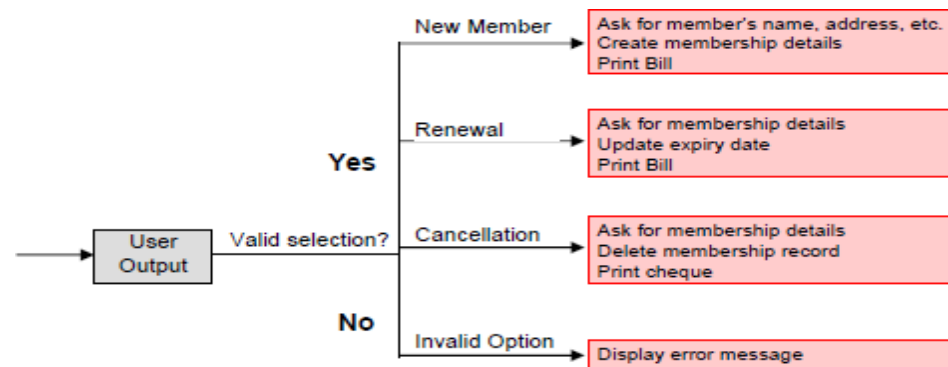 New Member
Ask for member's name, address, etc.
Create membership details
Print Bill
Renewal
Ask for membership details
Update expiry date
Print Bill
Yes
User
Output
Valid selection?
Cancellation
Ask for membership details
Delete membership record
Print cheque
No
Invalid Option
Display error message